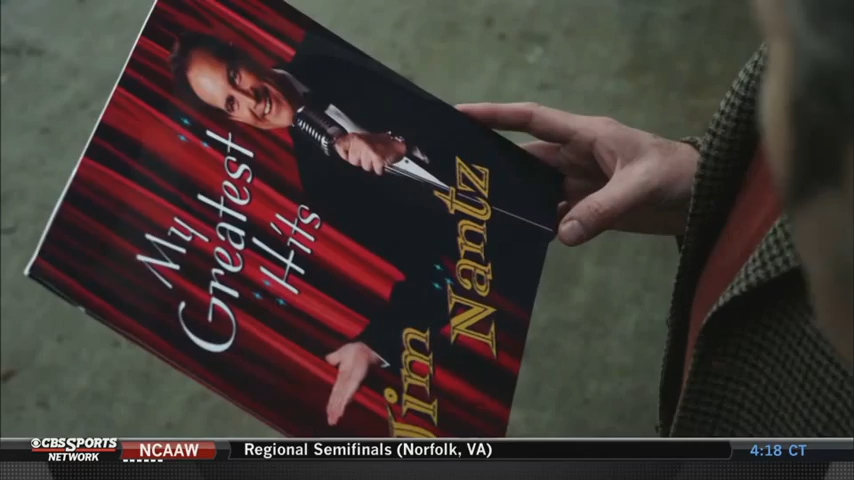 My
Greatest
Hits
Jim
Nantz
CBS SPORTS
NETWORK
NCAAW
Regional Semifinals (Norfolk, VA)
4:18 CT